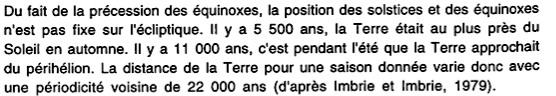 Du fait de la précession des équinoxes, la position des solstices et des équinoxes
n'est pas fixe sur l'écliptique. Il y a 5 500 ans, la Terre était au plus près du
Soleil en automne. Il y a 11 000 ans, c'est pendant l'été que la Terre approchait
du périhélion. La distance de la Terre pour une saison donnée varie donc avec
une périodicité voisine de 22 000 ans (d'après Imbrie et Imbrie, 1979).